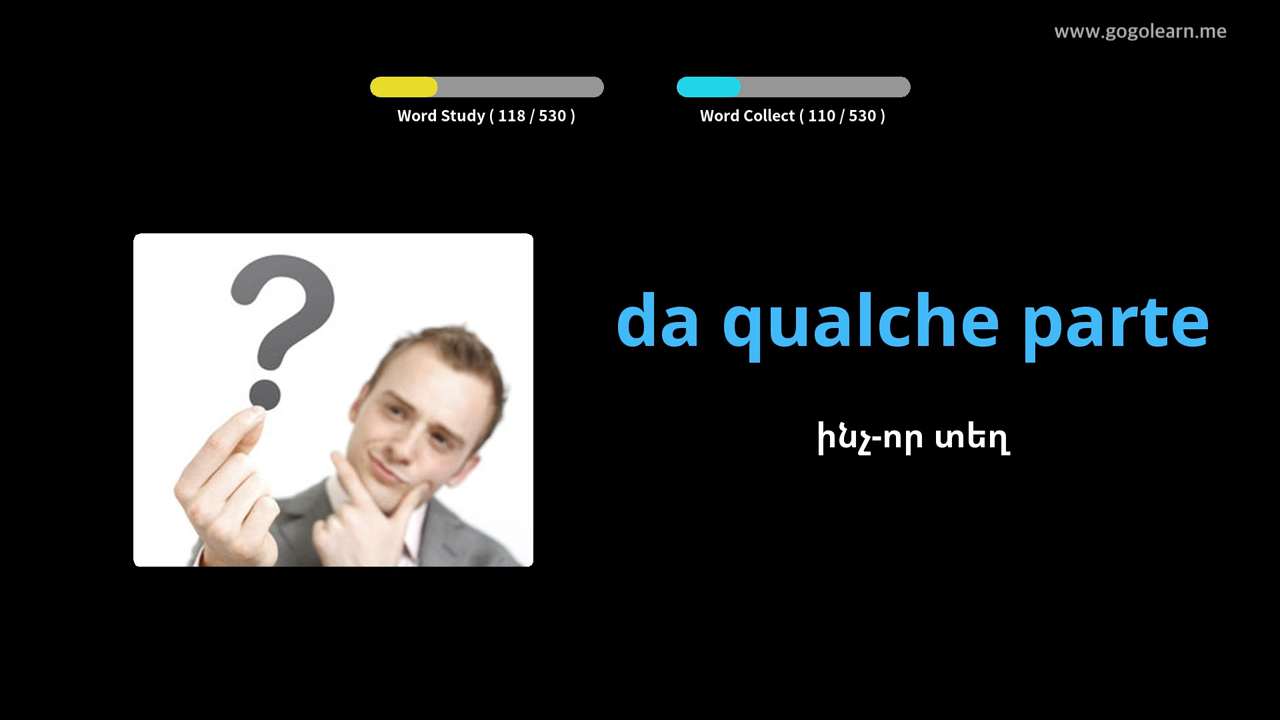 www.gogolearn.me
Word Study ( 118 / 530 )
Word Collect ( 110 / 530 )
da qualche parte
ինչ-որ տեղ